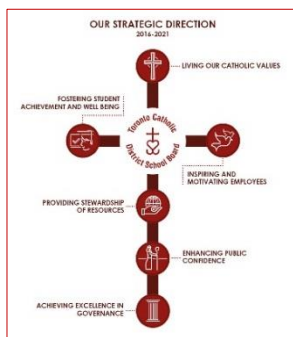 OUR STRATEGIC DIRECTION
2016-2021
LIVING OUR CATHOLIC VALUES
FOSTERING STUDENT
ACHIEVEMENT AND WELL BEING
Toronto Catholic
District School Board
INSPIRING AND
MOTIVATING EMPLOYEES
PROVIDING STEWARDSHIP
OF RESOURCES
ENHANCING PUBLIC
CONFIDENCE
ACHIEVING EXCELLENCE IN
GOVERNANCE